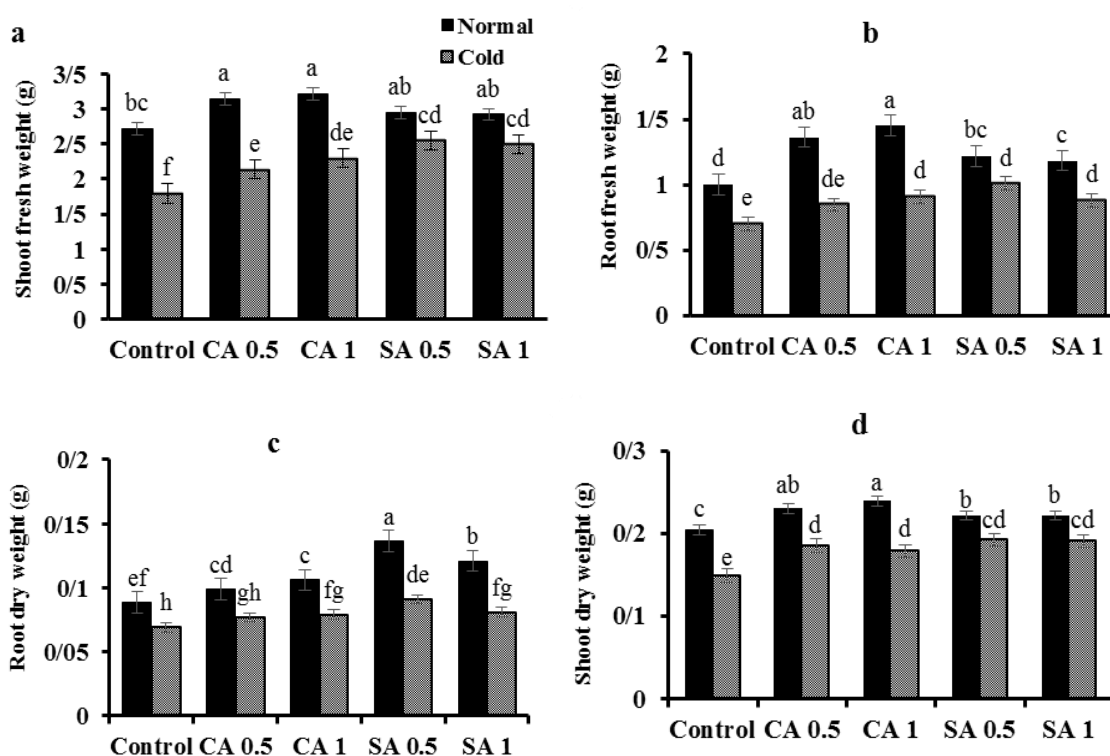 a
Normal
Cold
Shoot fresh weight (g)
3/5
3
2/5
2
1/5
1
0/5
0
bc
f
a
e
a
de
ab
cd
ab
cd
Control CA 0.5 CA 1 SA 0.5 SA 1
b
Root fresh weight (g)
2
1/5
1
0/5
0
d
e
ab
de
a
d
bc
d
c
d
Control CA 0.5 CA 1 SA 0.5 SA 1
c
Root dry weight (g)
0/2
0/15
0/1
0/05
0
ef
h
cd
gh
c
fg
a
de
b
fg
Control CA 0.5 CA 1 SA 0.5 SA 1
d
Shoot dry weight (g)
0/3
0/2
0/1
0
c
e
ab
d
a
d
b
cd
b
cd
Control CA 0.5 CA 1 SA 0.5 SA 1